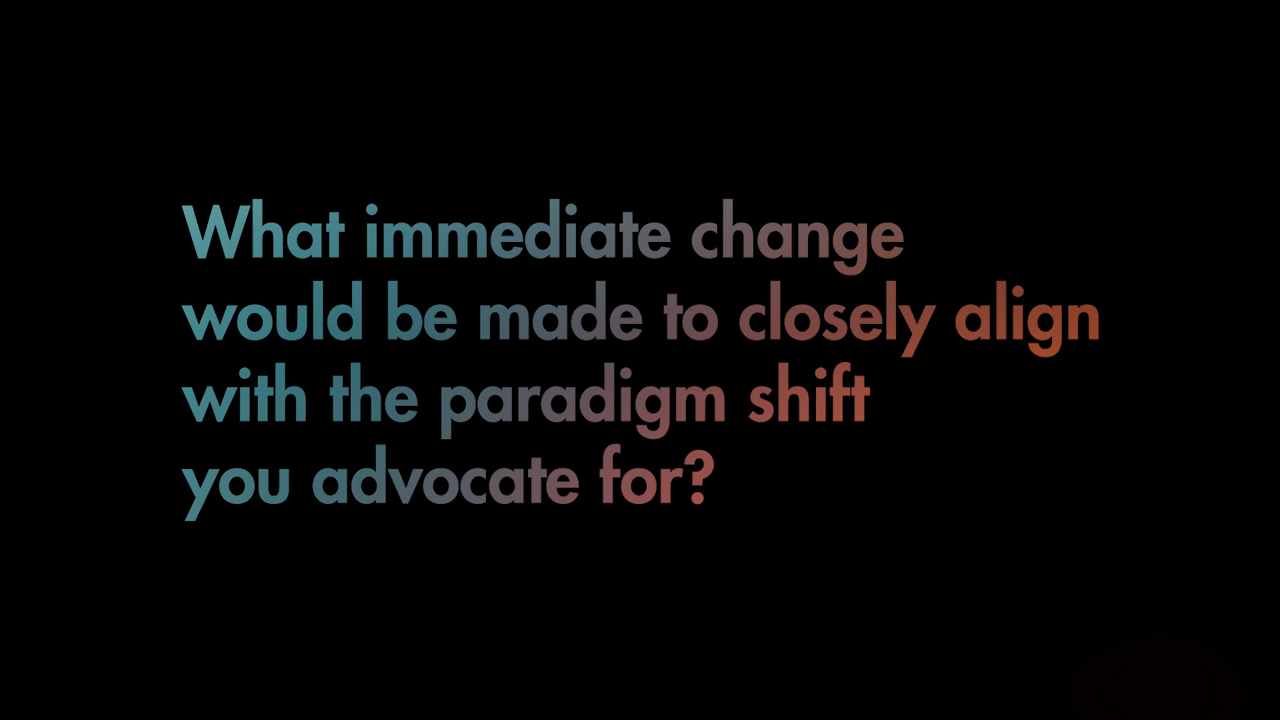 What immediate change
would be made to closely align
with the paradigm shift
you advocate for?